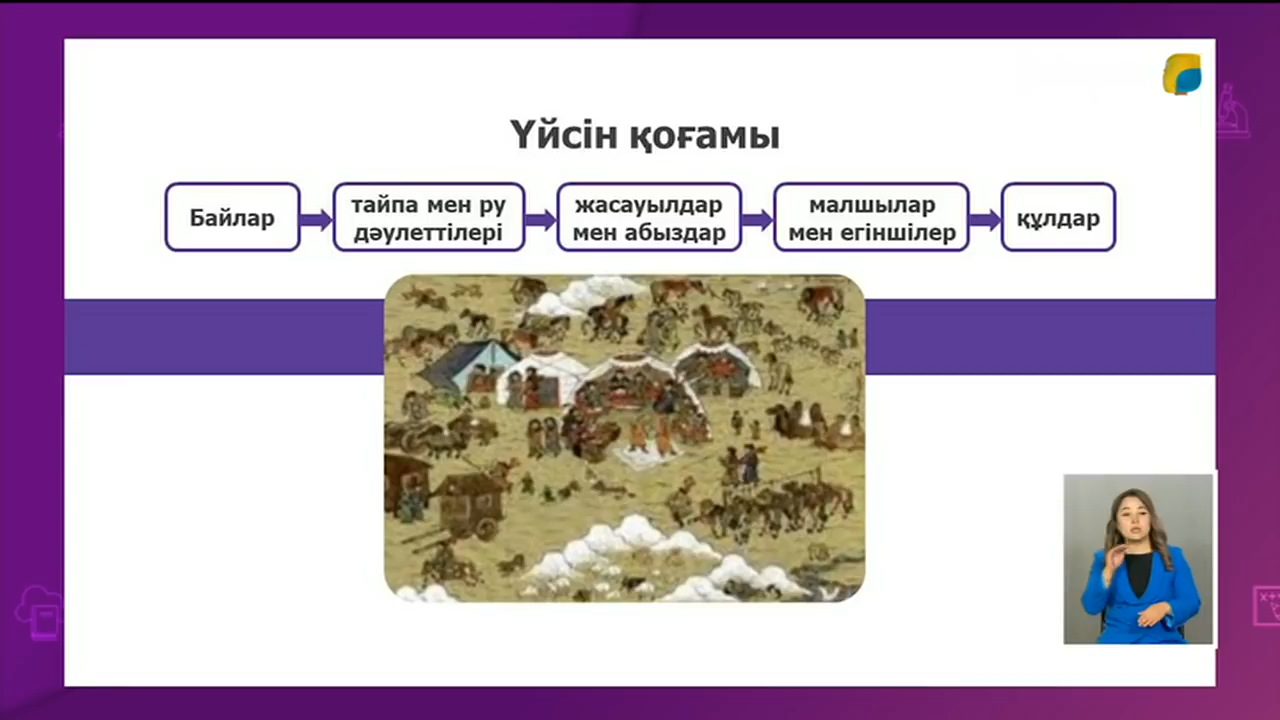 Үйсін қоғамы
Байлар
тайпа мен ру
дәулеттілері
жасауылдар
мен абыздар
малшылар
мен егіншілер
құлдар